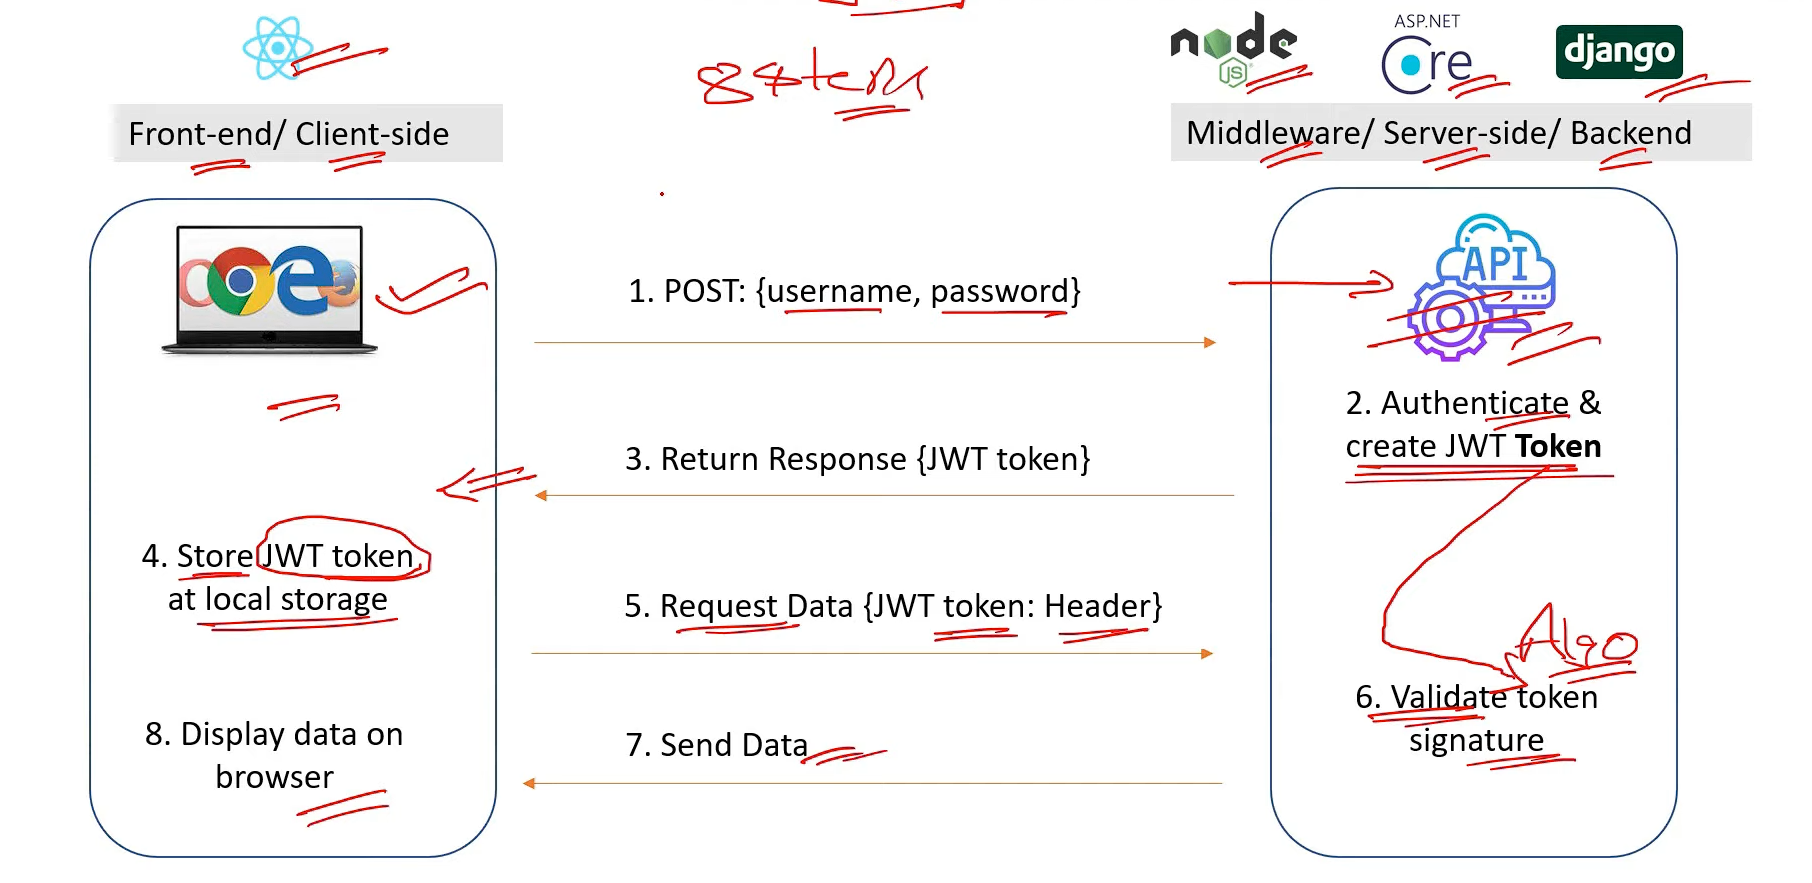 node
JS
ASP.NET
Core
django
8 steps
Front-end/ Client-side
Middleware/ Server-side/ Backend
API
1. POST: {username, password}
2. Authenticate &
create JWT Token
3. Return Response {JWT token}
4. Store JWT token
at local storage
5. Request Data {JWT token: Header}
Algo
6. Validate token
signature
7. Send Data
8. Display data on
browser